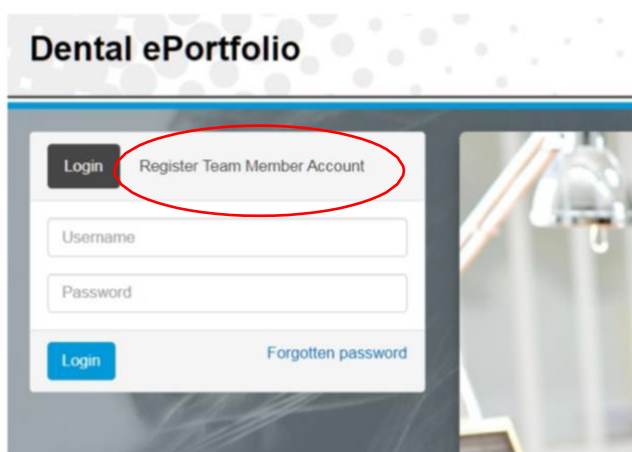 Dental ePortfolio
Login Register Team Member Account
Username
Password
Login Forgotten password